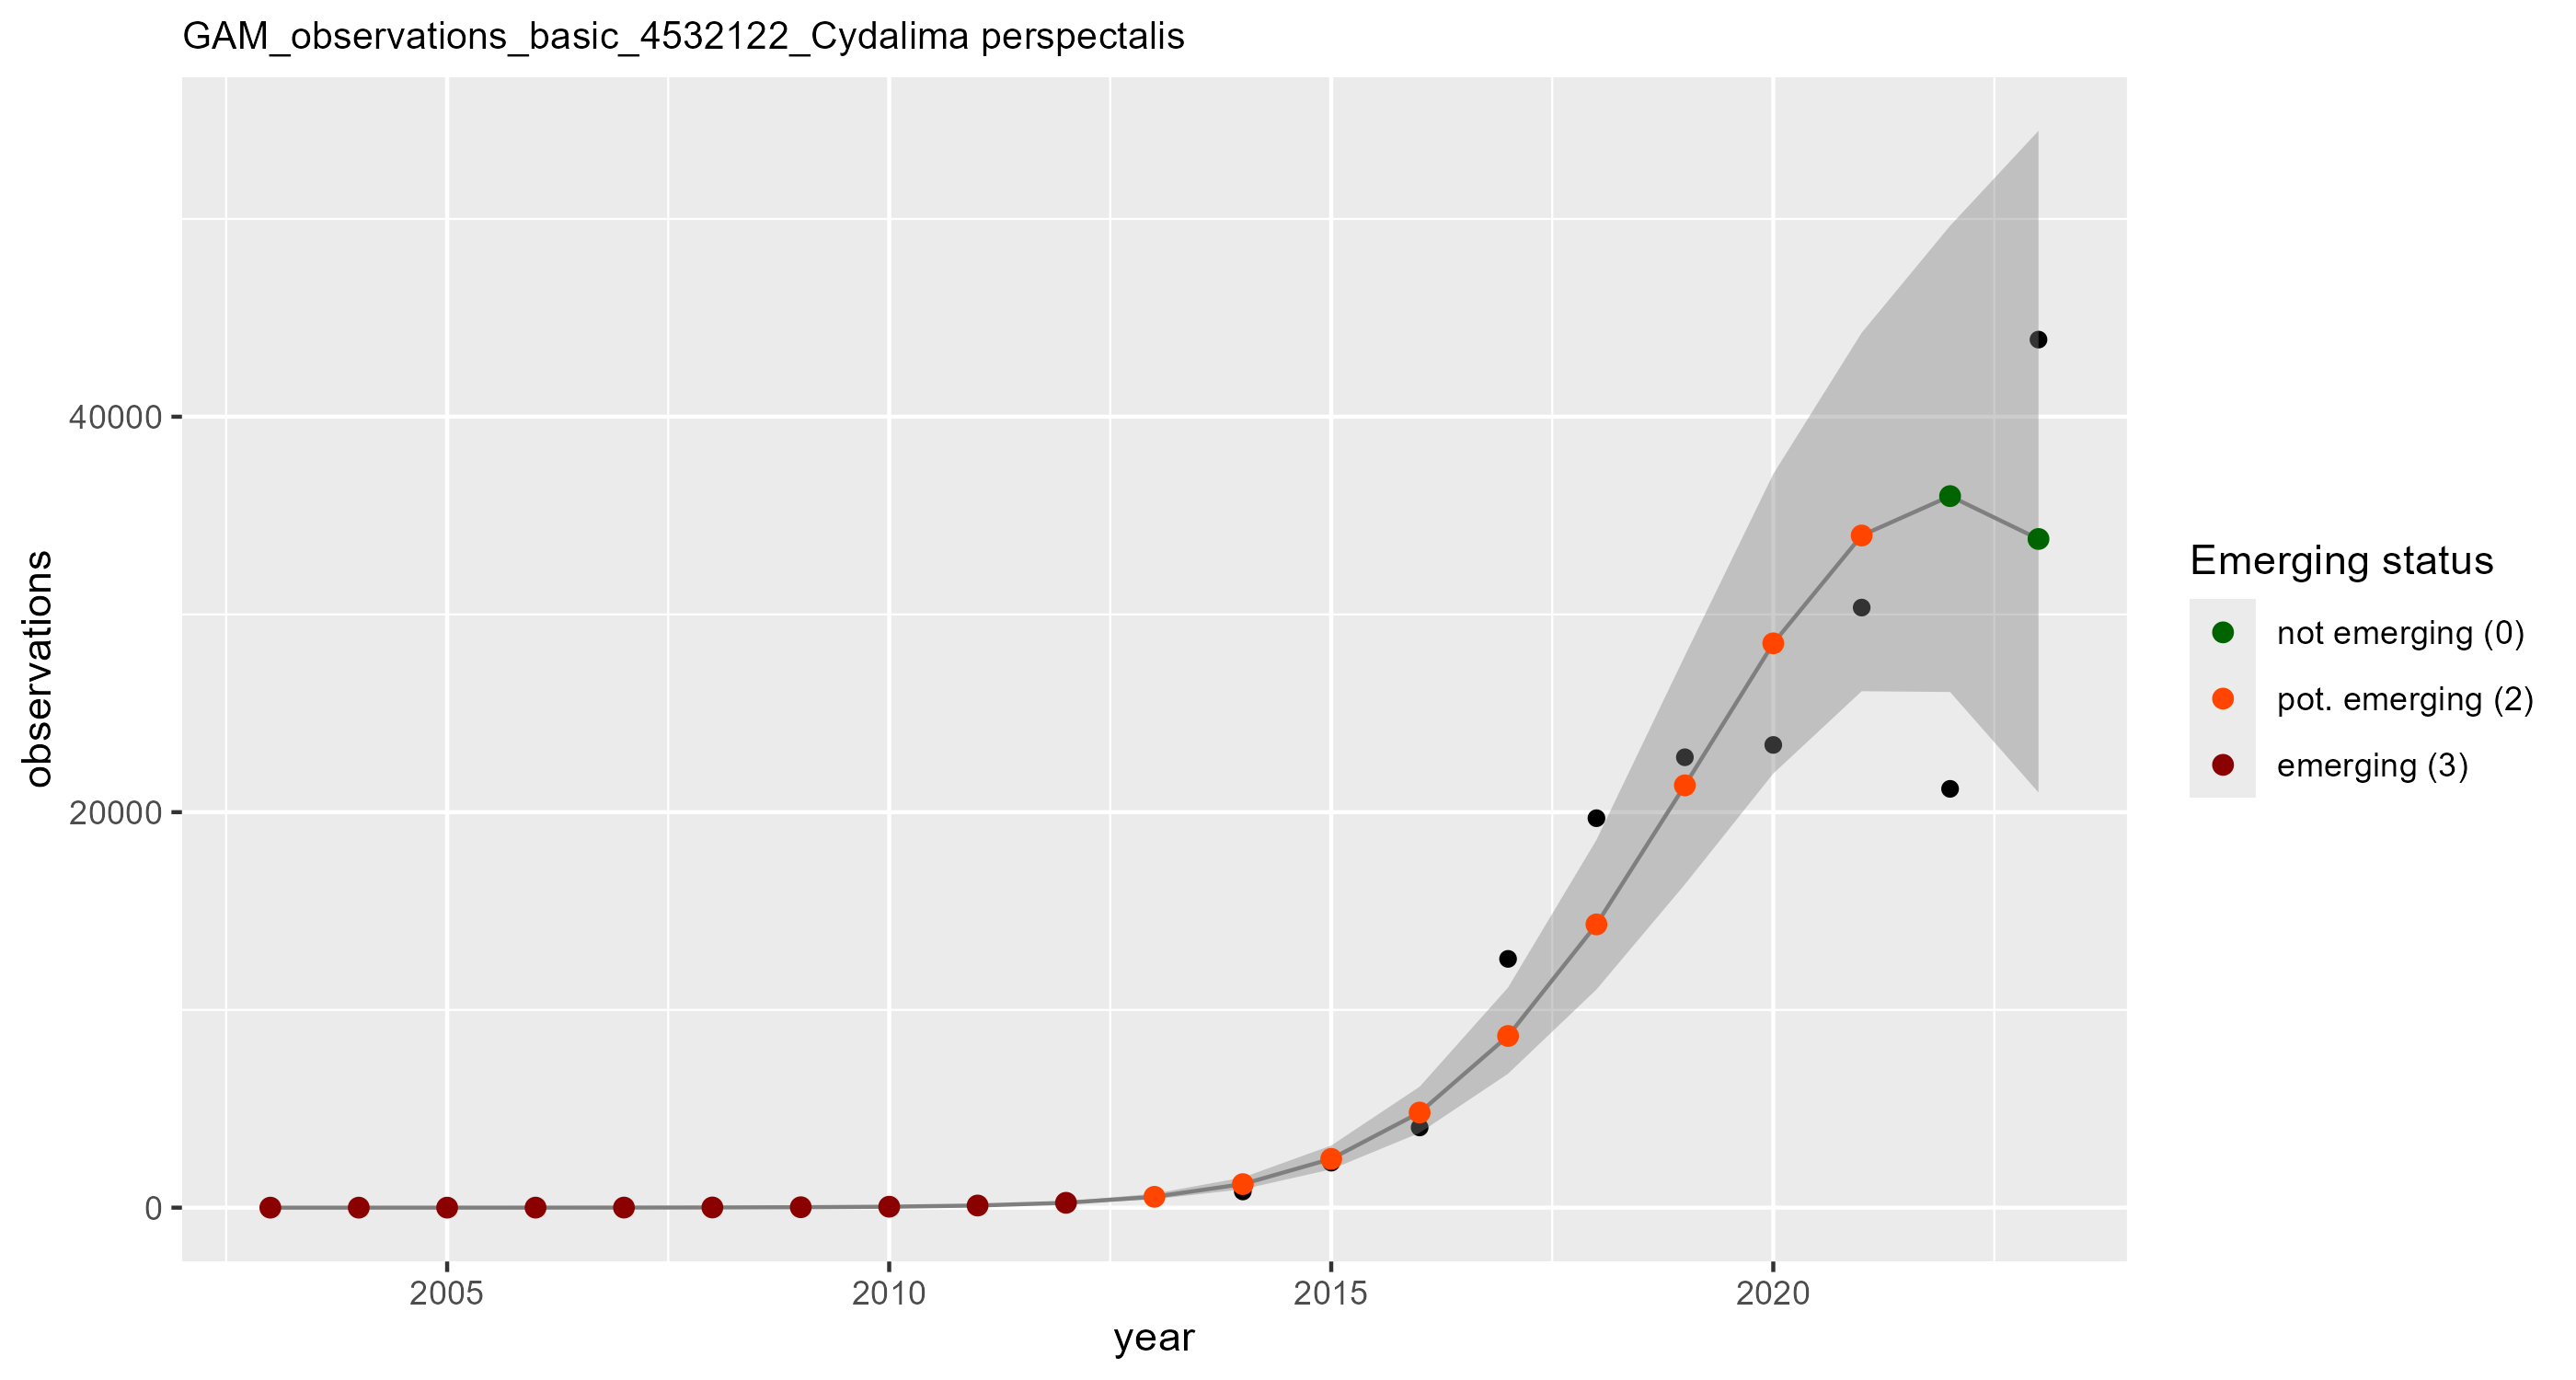 GAM_observations_basic_4532122_Cydalima perspectalis
observations
40000
20000
0
2005 2010 2015 2020
year
Emerging status
not emerging (0)
pot. emerging (2)
emerging (3)